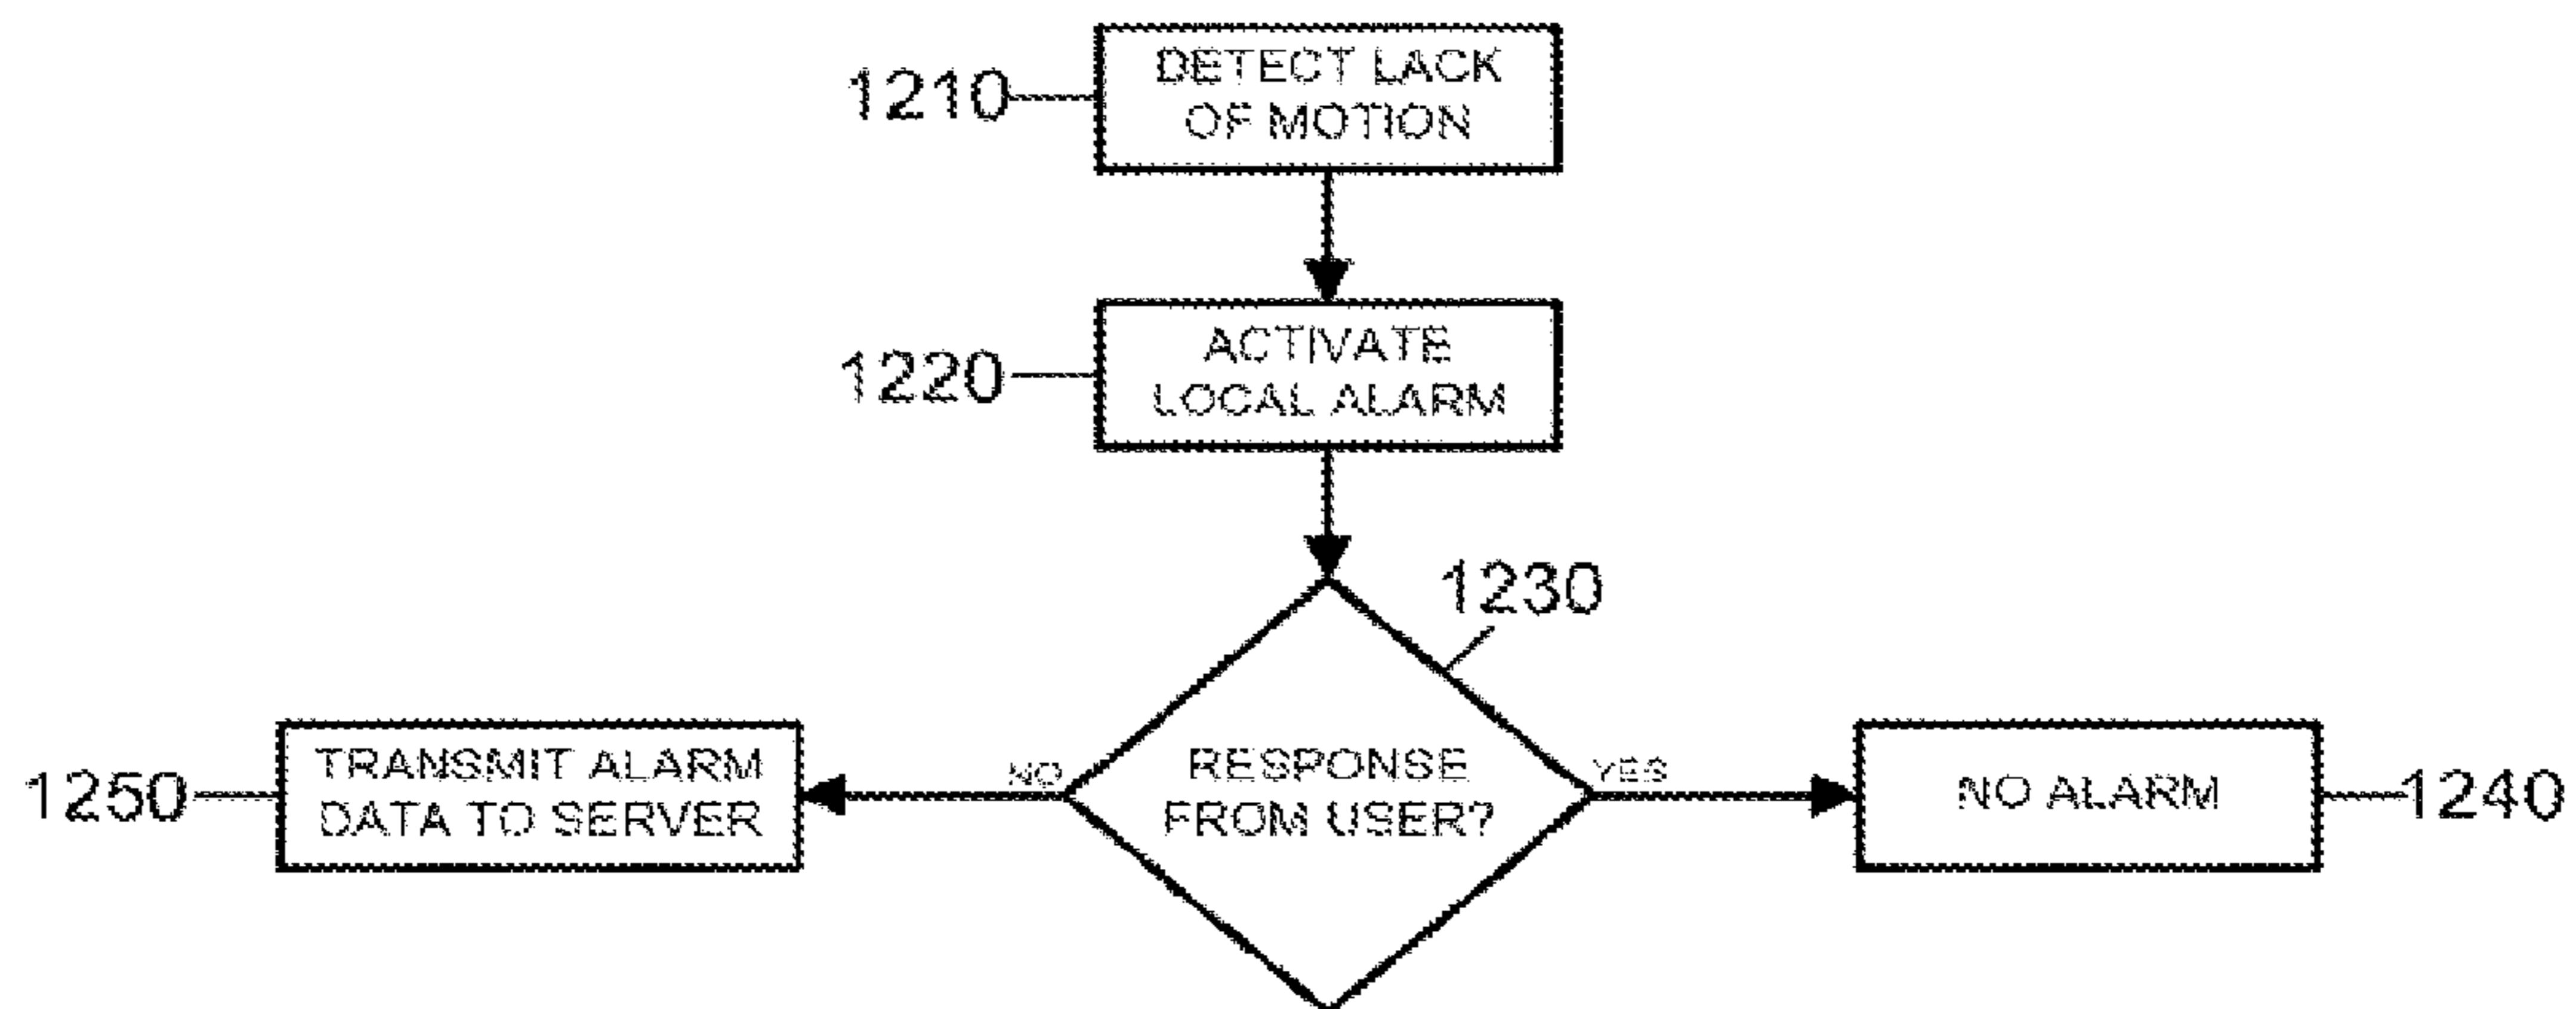 1210
DETECT LACK
OF MOTION
1220
ACTIVATE
LOCAL ALARM
1230
1250
TRANSMIT ALARM
DATA TO SERVER
NO
RESPONSE
FROM USER?
YES
NO ALARM
1240